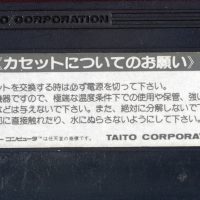 TO CORPORATION
《カセットについてのお願い》
ットを交換する時は必ず電源を切って下さい。
機器ですので、極端な温度条件下での使用や保管、強い
などは与えないで下さい。また、絶対に分解しないで
に直接触れたり、水にぬらさないようにして下さい。
コンピュータ™は任天堂の商標です。
TAITO CORPORAT